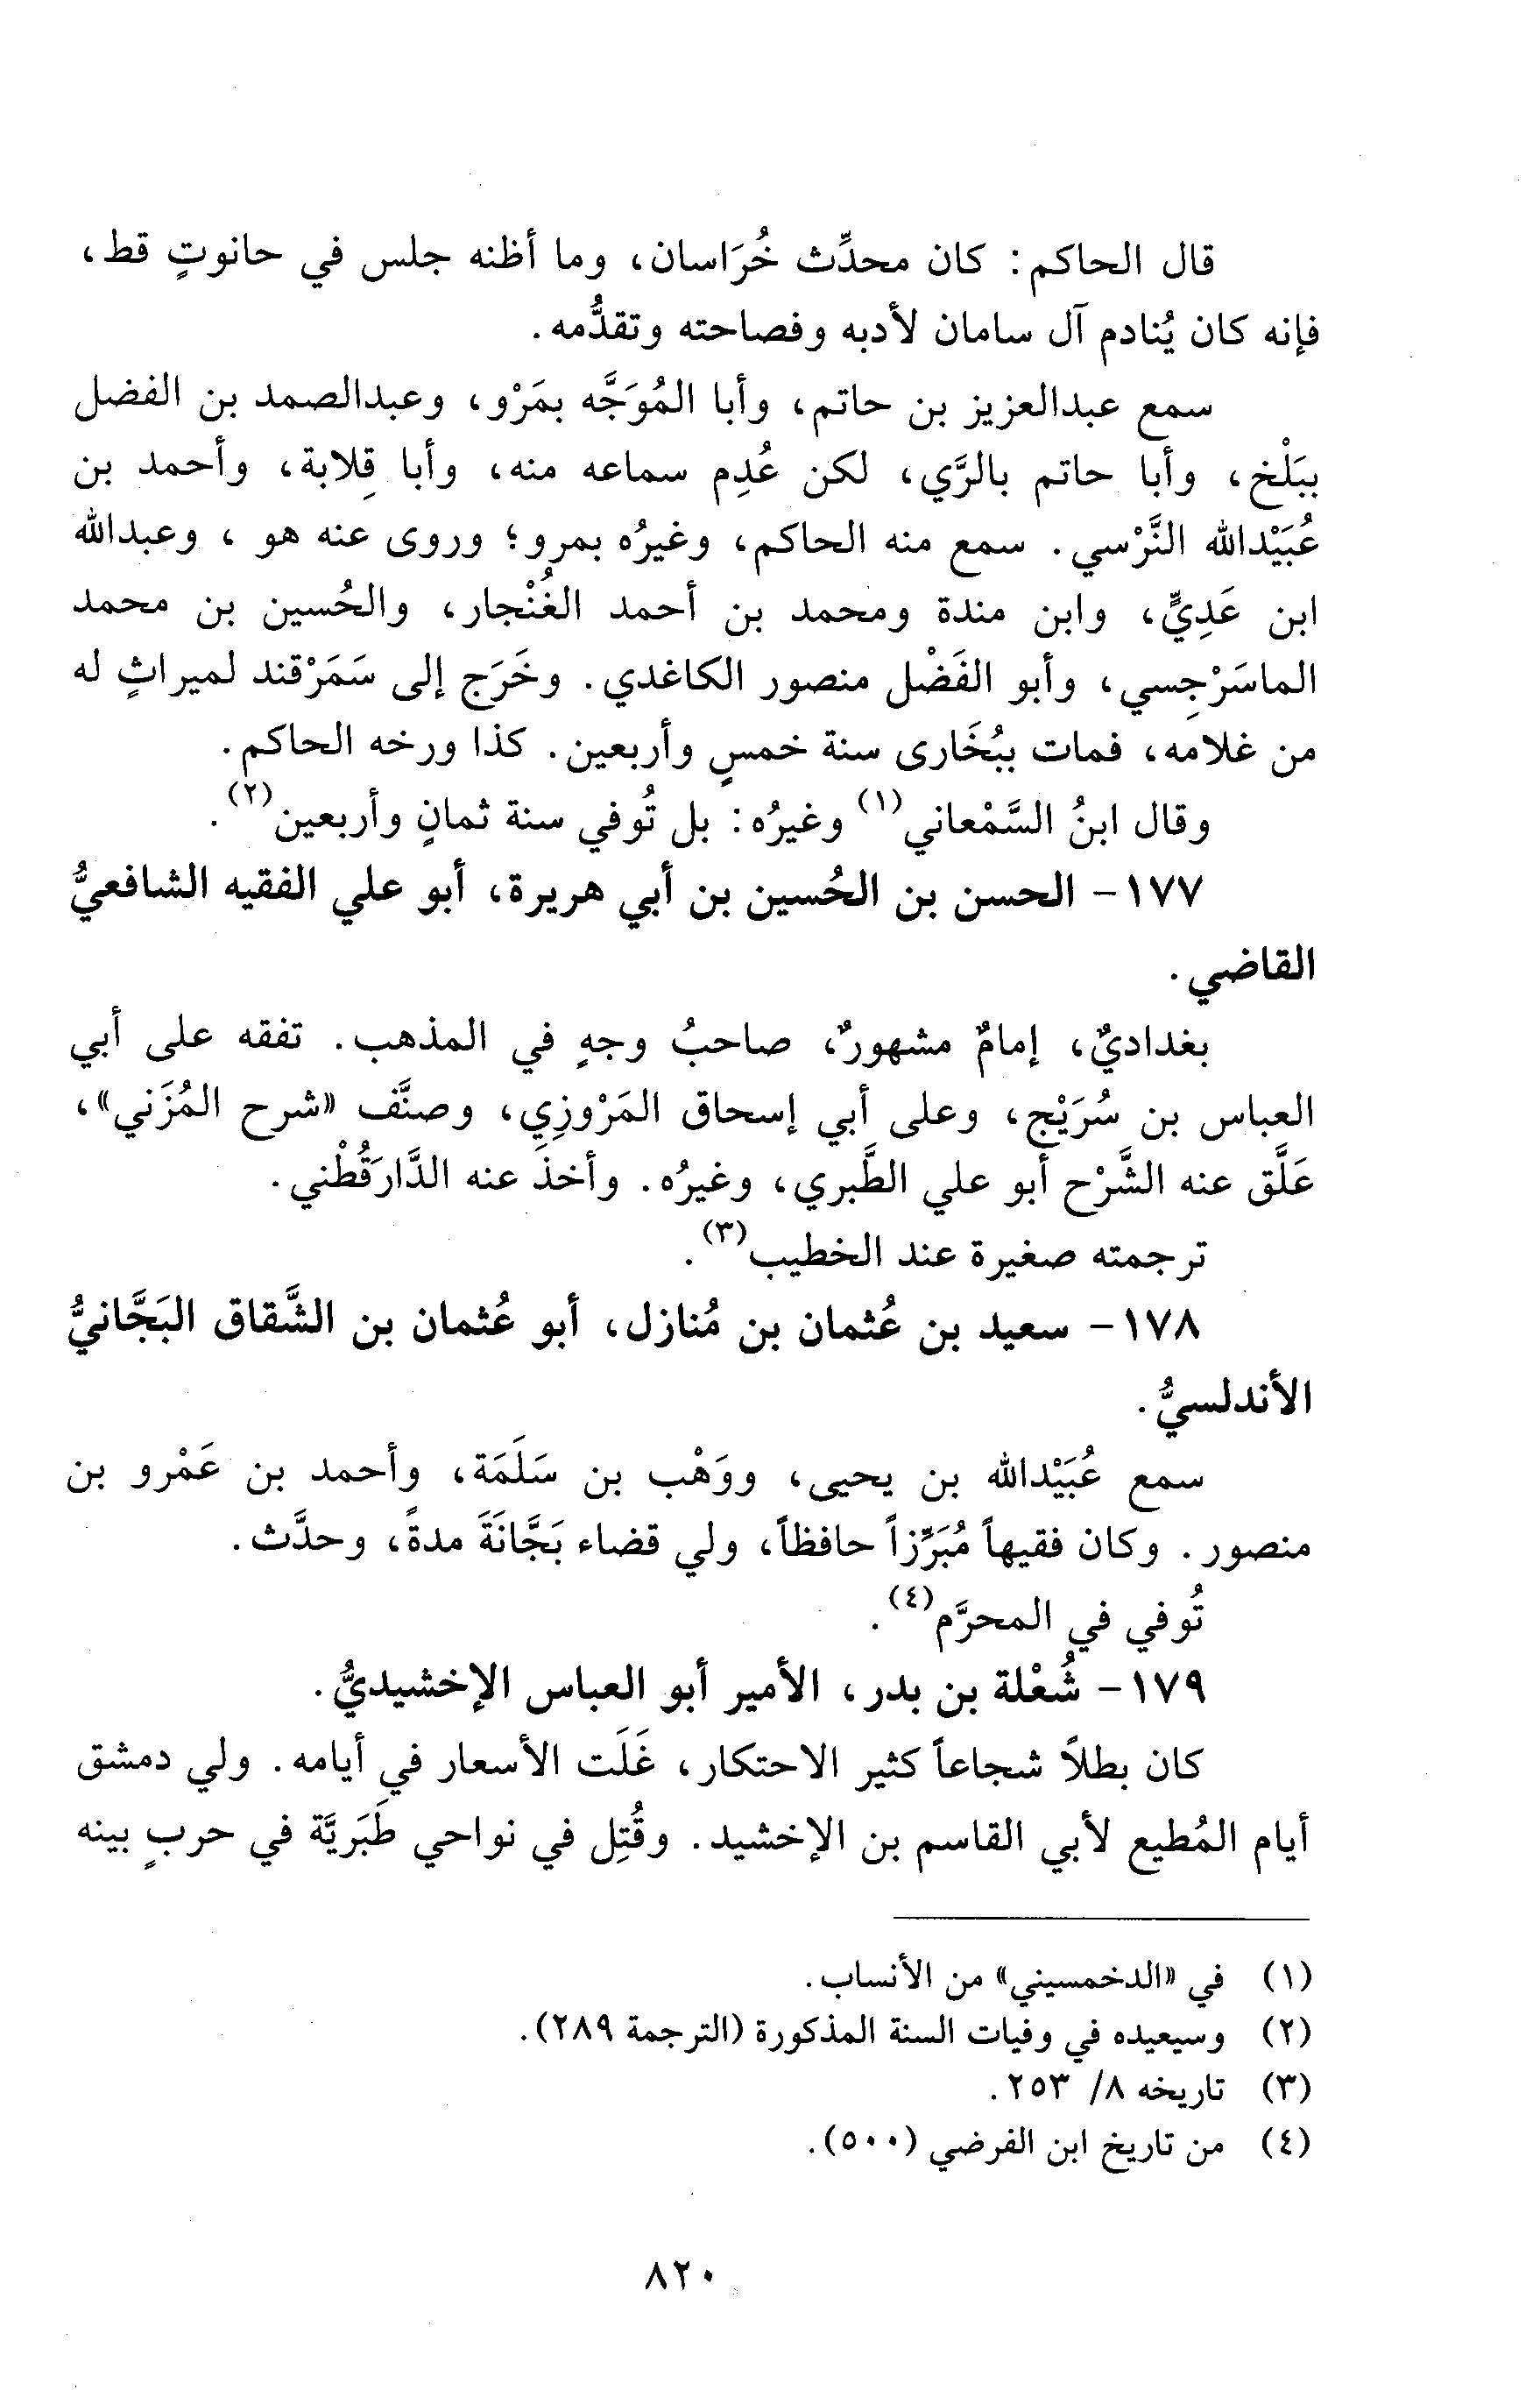 قال الحاكم: كان محدِّث خُرَاسان، وما أظنه جلس في حانوتٍ قط،
فإنه كان يُنادم آل سامان لأدبه وفصاحته وتقدُّمه.
سمع عبدالعزيز بن حاتم، وأبا المُوَجَّه بمَرْو، وعبدالصمد بن الفضل
ببَلْخ، وأبا حاتم بالرَّي، لكن عُدِم سماعه منه، وأبا قِلابة، وأحمد بن
عُبَيْدالله النَّرْسي. سمع منه الحاكم، وغيرُه بمرو؛ وروى عنه هو، وعبدالله
ابن عَدِيٍّ، وابن مندة ومحمد بن أحمد الغُنْجار، والحُسين بن محمد
الماسَرْجِسي، وأبو الفَضْل منصور الكاغدي. وخَرَج إلى سَمَرْقند لميراثٍ له
من غلامه، فمات ببُخَارى سنة خمسٍ وأربعين. كذا ورخه الحاكم.
وقال ابنُ السَّمْعاني(١) وغيرُه: بل تُوفي سنة ثمانٍ وأربعين(٢).
١٧٧- الحسن بن الحُسين بن أبي هريرة، أبو علي الفقيه الشافعيُّ
القاضي.
بغداديٌ، إمامٌ مشهورٌ، صاحبُ وجهٍ في المذهب. تفقه على أبي
العباس بن سُرَيْج، وعلى أبي إسحاق المَرْوزِي، وصنَّف «شرح المُزَني»،
عَلَّق عنه الشَّرْح أبو علي الطَّبري، وغيرُه. وأخذَ عنه الدَّارَقُطْني.
ترجمته صغيرة عند الخطيب(٣).
١٧٨- سعيد بن عُثمان بن مُنازل، أبو عُثمان بن الشَّقاق البَجَّانيُّ
الأندلسيُّ.
سمع عُبَيْدالله بن يحيى، ووَهْب بن سَلَمَة، وأحمد بن عَمْرو بن
منصور. وكان فقيهاً مُبَرِّزاً حافظاً، ولي قضاء بَجَّانَةَ مدةً، وحدَّث.
تُوفي في المحرَّم(٤).
١٧٩- شُعْلة بن بدر، الأمير أبو العباس الإخشيديُّ.
كان بطلاً شجاعاً كثير الاحتكار، غَلَت الأسعار في أيامه. ولي دمشق
أيام المُطيع لأبي القاسم بن الإخشيد. وقُتِل في نواحي طَبَريَّة في حربٍ بينه
(١) في «الدخمسيني» من الأنساب.
(٢) وسيعيده في وفيات السنة المذكورة (الترجمة ٢٨٩).
(٣) تاريخه ٨/ ٢٥٣.
(٤) من تاريخ ابن الفرضي (٥٠٠).
٨٢٠